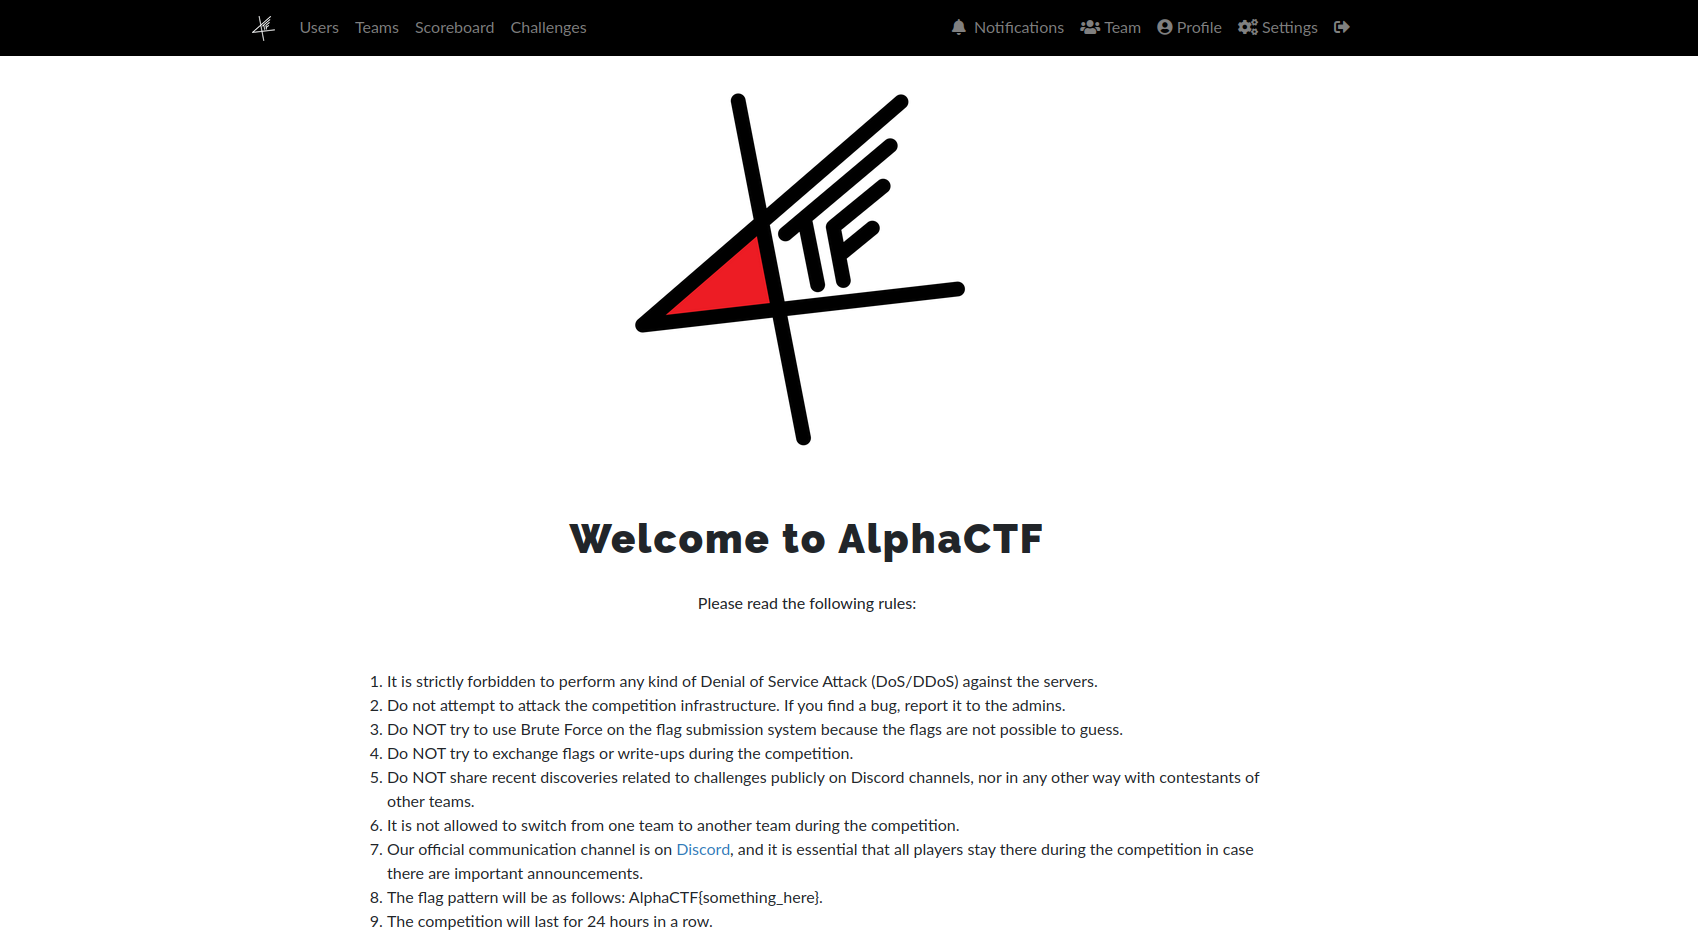 Users Teams Scoreboard Challenges Notifications Team Profile Settings
TF
Welcome to AlphaCTF
Please read the following rules:
1. It is strictly forbidden to perform any kind of Denial of Service Attack (DoS/DDoS) against the servers.
2. Do not attempt to attack the competition infrastructure. If you find a bug, report it to the admins.
3. Do NOT try to use Brute Force on the flag submission system because the flags are not possible to guess.
4. Do NOT try to exchange flags or write-ups during the competition.
5. Do NOT share recent discoveries related to challenges publicly on Discord channels, nor in any other way with contestants of
other teams.
6. It is not allowed to switch from one team to another team during the competition.
7. Our official communication channel is on Discord, and it is essential that all players stay there during the competition in case
there are important announcements.
8. The flag pattern will be as follows: AlphaCTF{something_here}.
9. The competition will last for 24 hours in a row.